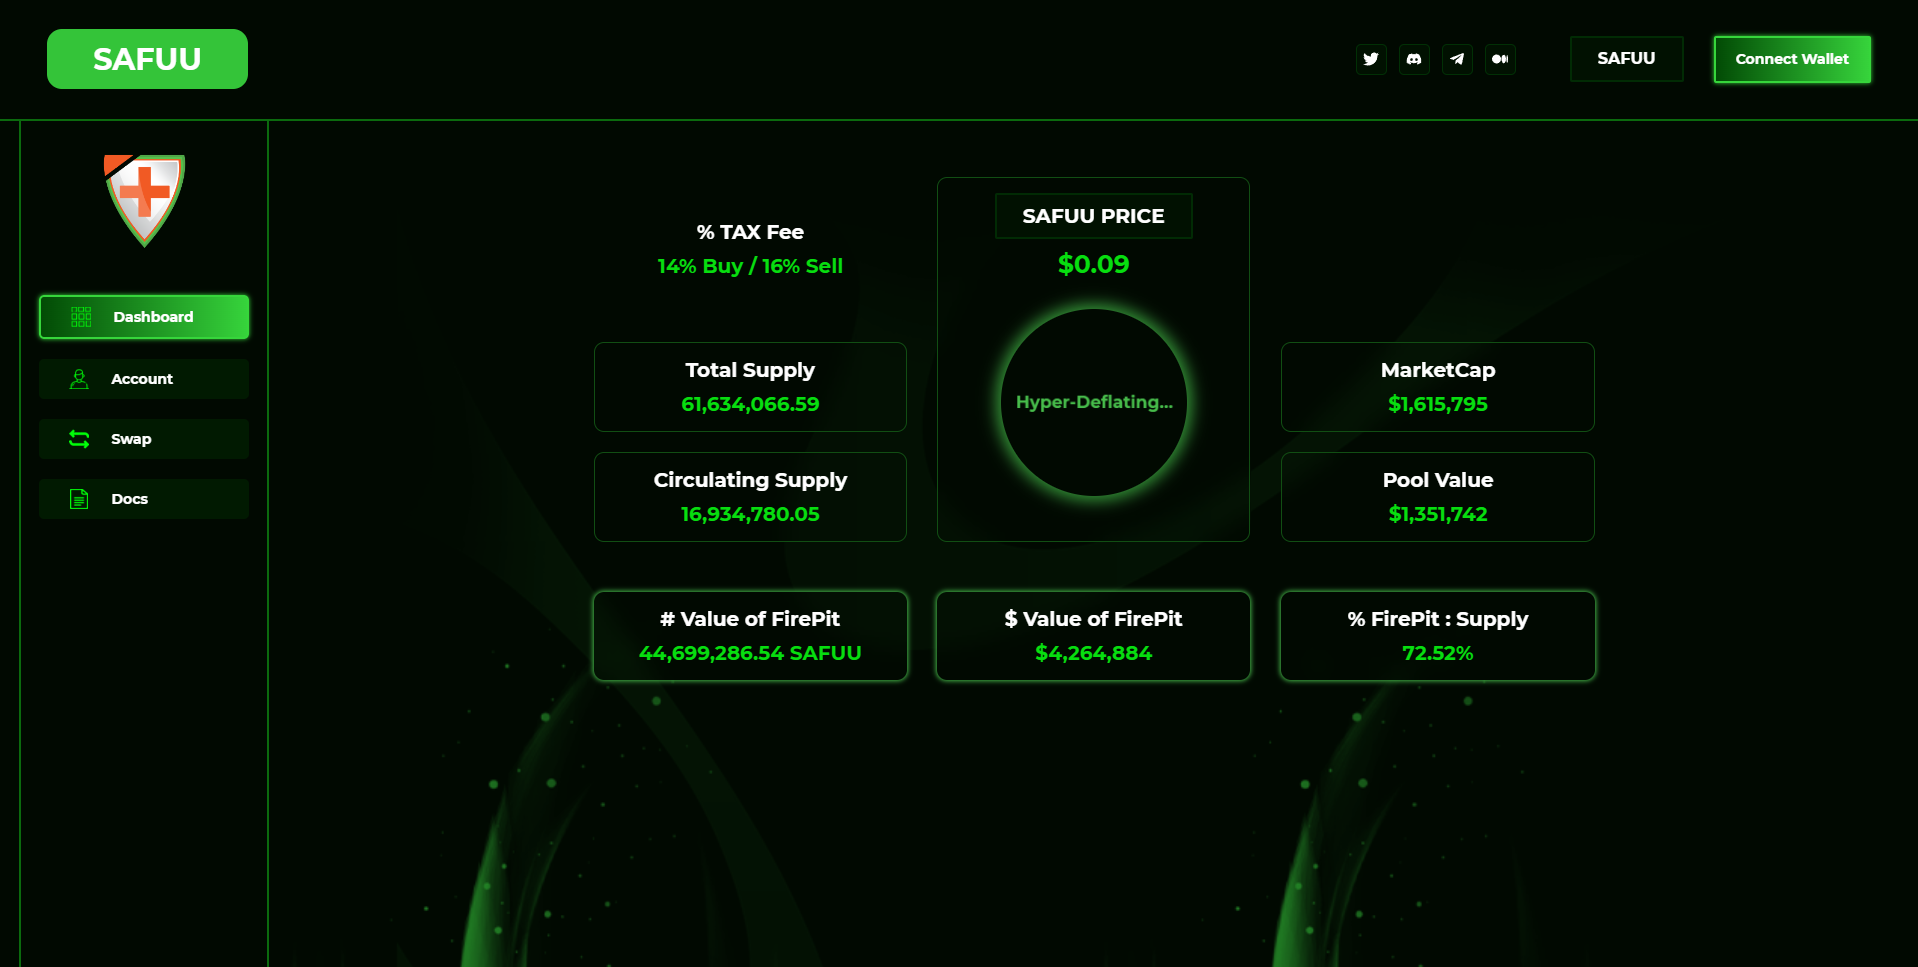 SAFUU
SAFUU
Connect Wallet
Dashboard
Account
Swap
Docs
% TAX Fee
14% Buy / 16% Sell
SAFUU PRICE
$0.09
Hyper-Deflating...
Total Supply
61,634,066.59
MarketCap
$1,615,795
Circulating Supply
16,934,780.05
Pool Value
$1,351,742
# Value of FirePit
44,699,286.54 SAFUU
$ Value of FirePit
$4,264,884
% FirePit : Supply
72.52%